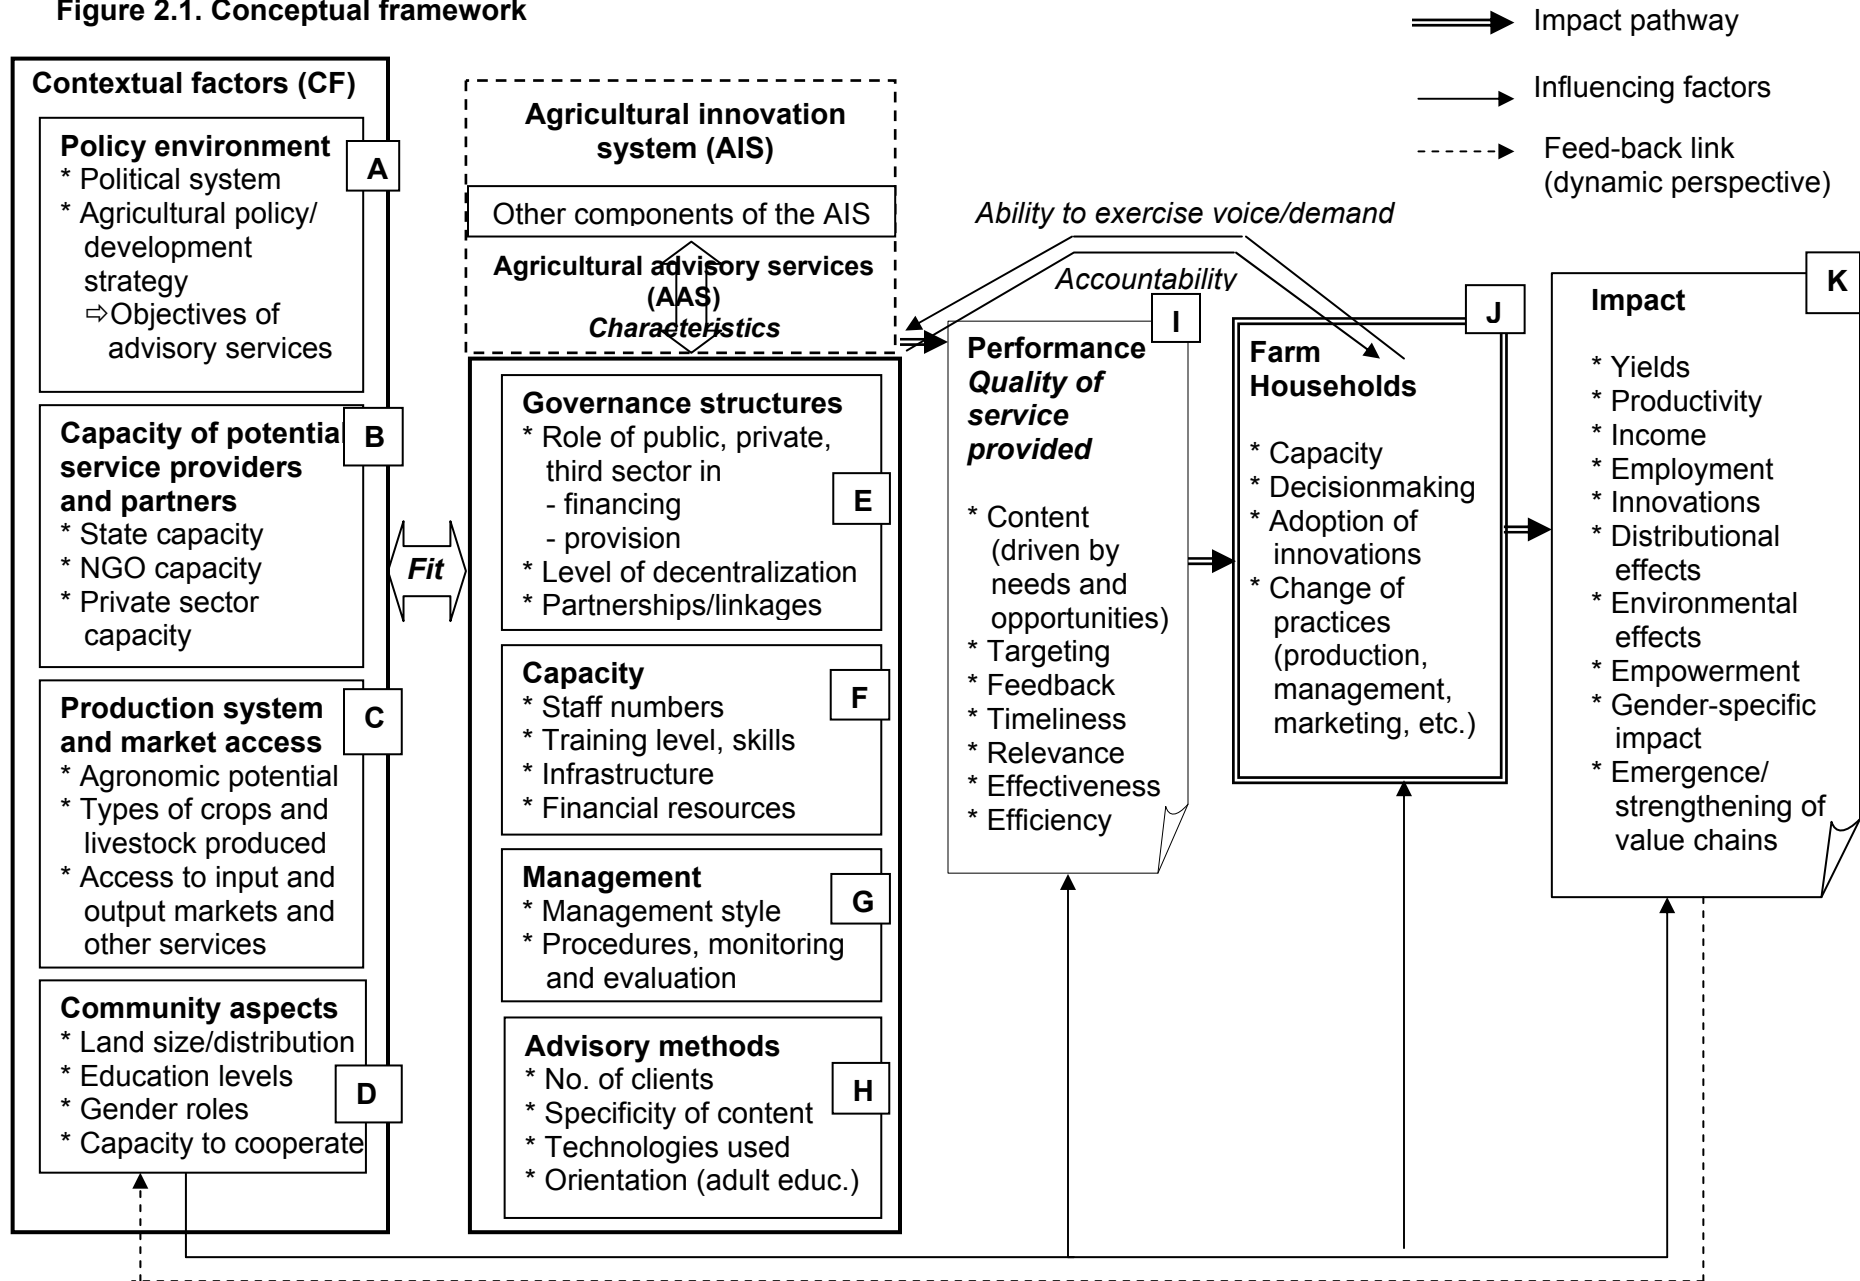 Figure 2.1. Conceptual framework
Impact pathway
Influencing factors
Feed-back link
(dynamic perspective)
Contextual factors (CF)
Policy environment
* Political system
* Agricultural policy/
development
strategy
⇨Objectives of
advisory services
A
Capacity of potential
service providers
and partners
* State capacity
* NGO capacity
* Private sector
capacity
B
Production system
and market access
* Agronomic potential
* Types of crops and
livestock produced
* Access to input and
output markets and
other services
C
Community aspects
* Land size/distribution
* Education levels
* Gender roles
* Capacity to cooperate
D
Fit
Agricultural innovation
system (AIS)
Other components of the AIS
Agricultural advisory services
(AAS)
Characteristics
Governance structures
* Role of public, private,
third sector in
- financing
- provision
* Level of decentralization
* Partnerships/linkages
E
Capacity
* Staff numbers
* Training level, skills
* Infrastructure
* Financial resources
F
Management
* Management style
* Procedures, monitoring
and evaluation
G
Advisory methods
* No. of clients
* Specificity of content
* Technologies used
* Orientation (adult educ.)
H
Ability to exercise voice/demand
Accountability
I
Performance
Quality of
service
provided
* Content
(driven by
needs and
opportunities)
* Targeting
* Feedback
* Timeliness
* Relevance
* Effectiveness
* Efficiency
J
Farm
Households
* Capacity
* Decisionmaking
* Adoption of
innovations
* Change of
practices
(production,
management,
marketing, etc.)
K
Impact
* Yields
* Productivity
* Income
* Employment
* Innovations
* Distributional
effects
* Environmental
effects
* Empowerment
* Gender-specific
impact
* Emergence/
strengthening of
value chains